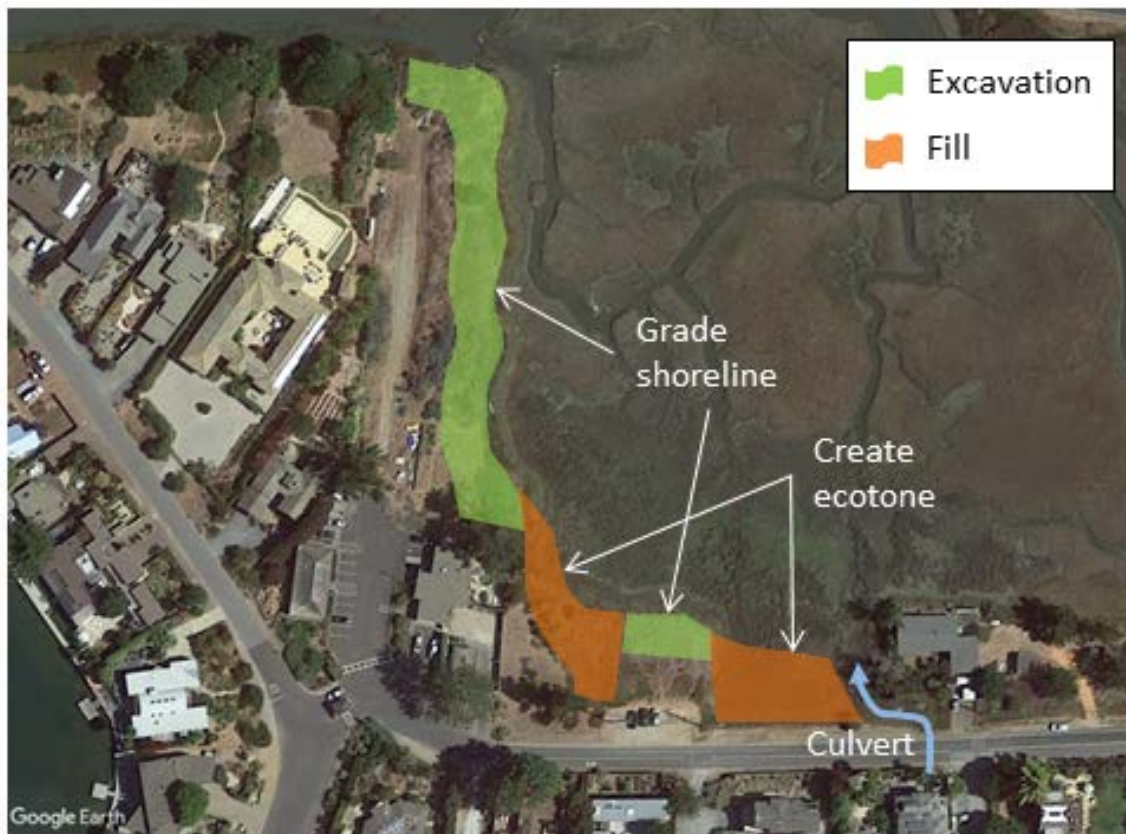 Excavation
Fill
Grade
shoreline
Create
ecotone
Culvert
Google Earth